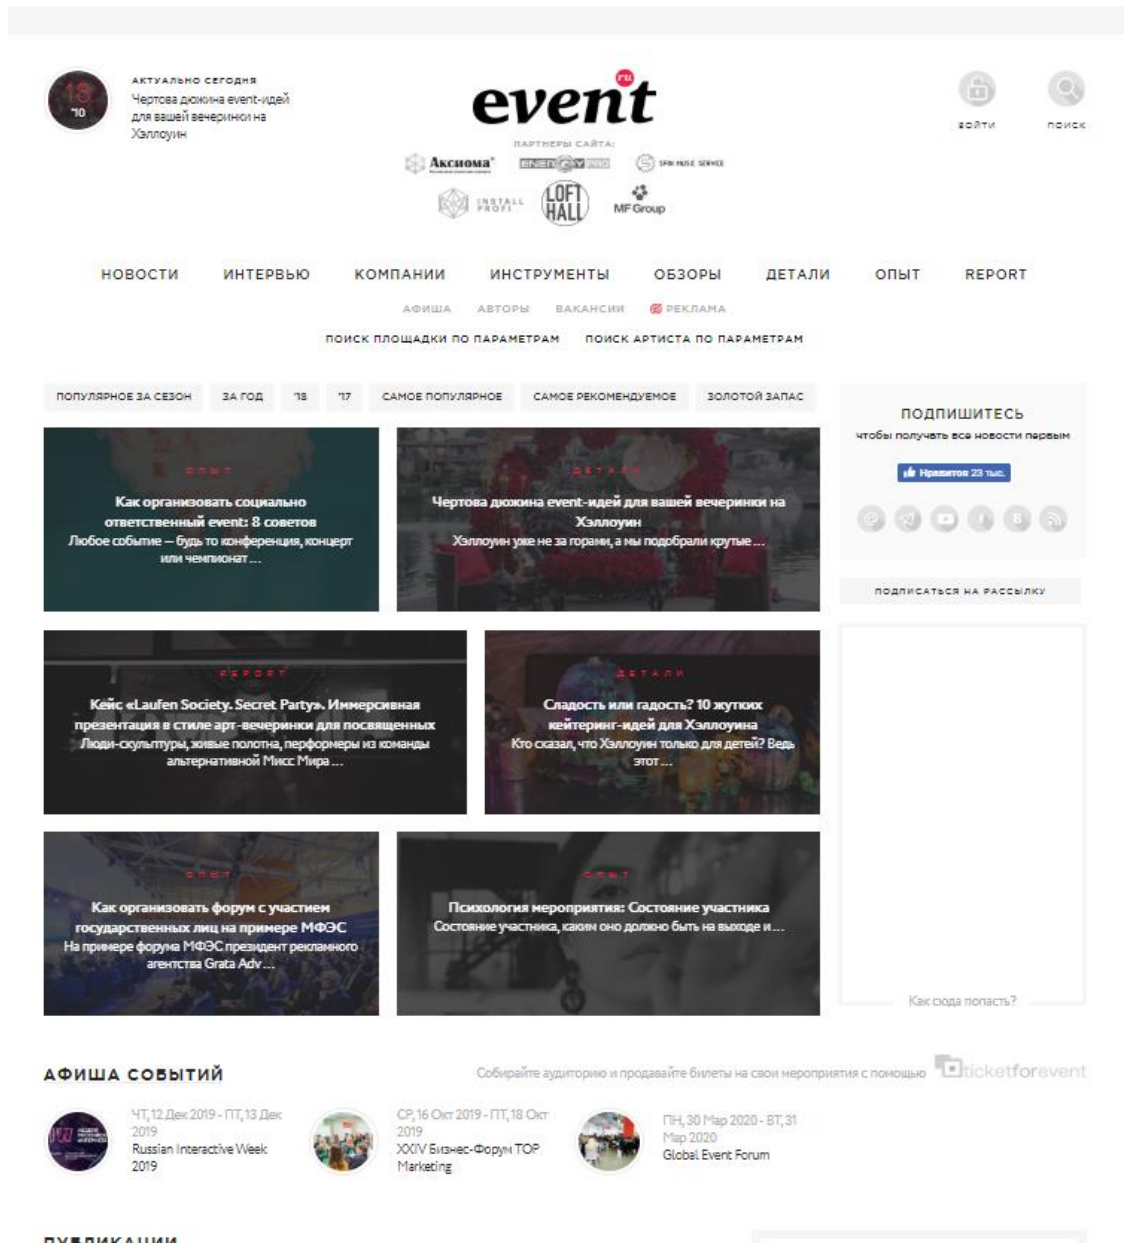 13
'10
АКТУАЛЬНО СЕГОДНЯ
Чертова дюжина event-идей
для вашей вечеринки на
Хэллоуин
event
ru
ПАРТНЕРЫ САЙТА:
Аксиома
SPIN MUSIC SERVICE
INSTALL
PROFI
LOFT
HALL
MF Group
ВОЙТИ
ПОИСК
НОВОСТИ ИНТЕРВЬЮ КОМПАНИИ ИНСТРУМЕНТЫ ОБЗОРЫ ДЕТАЛИ ОПЫТ REPORT
АФИША АВТОРЫ ВАКАНСИИ РЕКЛАМА
ПОИСК ПЛОЩАДКИ ПО ПАРАМЕТРАМ ПОИСК АРТИСТА ПО ПАРАМЕТРАМ
ПОПУЛЯРНОЕ ЗА СЕЗОН ЗА ГОД '18 '17 САМОЕ ПОПУЛЯРНОЕ САМОЕ РЕКОМЕНДУЕМОЕ ЗОЛОТОЙ ЗАПАС
ОПЫТ
Как организовать социально
ответственный event: 8 советов
Любое событие – будь то конференция, концерт
или чемпионат ...
ДЕТАЛИ
Чертова дюжина event-идей для вашей вечеринки на
Хэллоуин
Хэллоуин уже не за горами, а мы подобрали крутые ...
ПОДПИШИТЕСЬ
чтобы получать все новости первым
Нравится 23 тыс.
ПОДПИСАТЬСЯ НА РАССЫЛКУ
REPORT
Кейс «Laufen Society. Secret Party». Иммерсивная
презентация в стиле арт-вечеринки для посвященных
Люди-скульптуры, живые полотна, перформеры из команды
альтернативной Мисс Мира ...
ДЕТАЛИ
Сладость или гадость? 10 жутких
кейтеринг-идей для Хэллоуина
Кто сказал, что Хэллоуин только для детей? Ведь
этот ...
ОПЫТ
Как организовать форум с участием
государственных лиц на примере МФЭС
На примере форума МФЭС президент рекламного
агентства Grata Adv ...
ОПЫТ
Психология мероприятия: Состояние участника
Состояние участника, каким оно должно быть на выходе и ...
Как сюда попасть?
АФИША СОБЫТИЙ
Собирайте аудиторию и продавайте билеты на свои мероприятия с помощью ticketforevent
ЧТ, 12 Дек 2019 - ПТ, 13 Дек
2019
Russian Interactive Week
2019
СР, 16 Окт 2019 - ПТ, 18 Окт
2019
XXIV Бизнес-Форум TOP
Marketing
ПН, 30 Мар 2020 - ВТ, 31
Мар 2020
Global Event Forum
ПУБЛИКАЦИИ